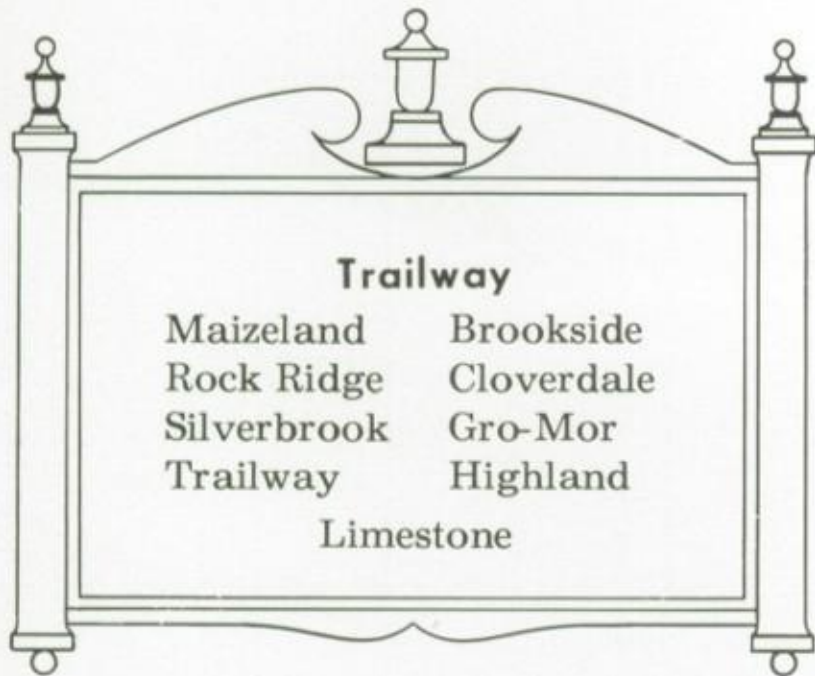 Trailway
Maizeland Brookside
Rock Ridge Cloverdale
Silverbrook Gro-Mor
Trailway Highland
Limestone